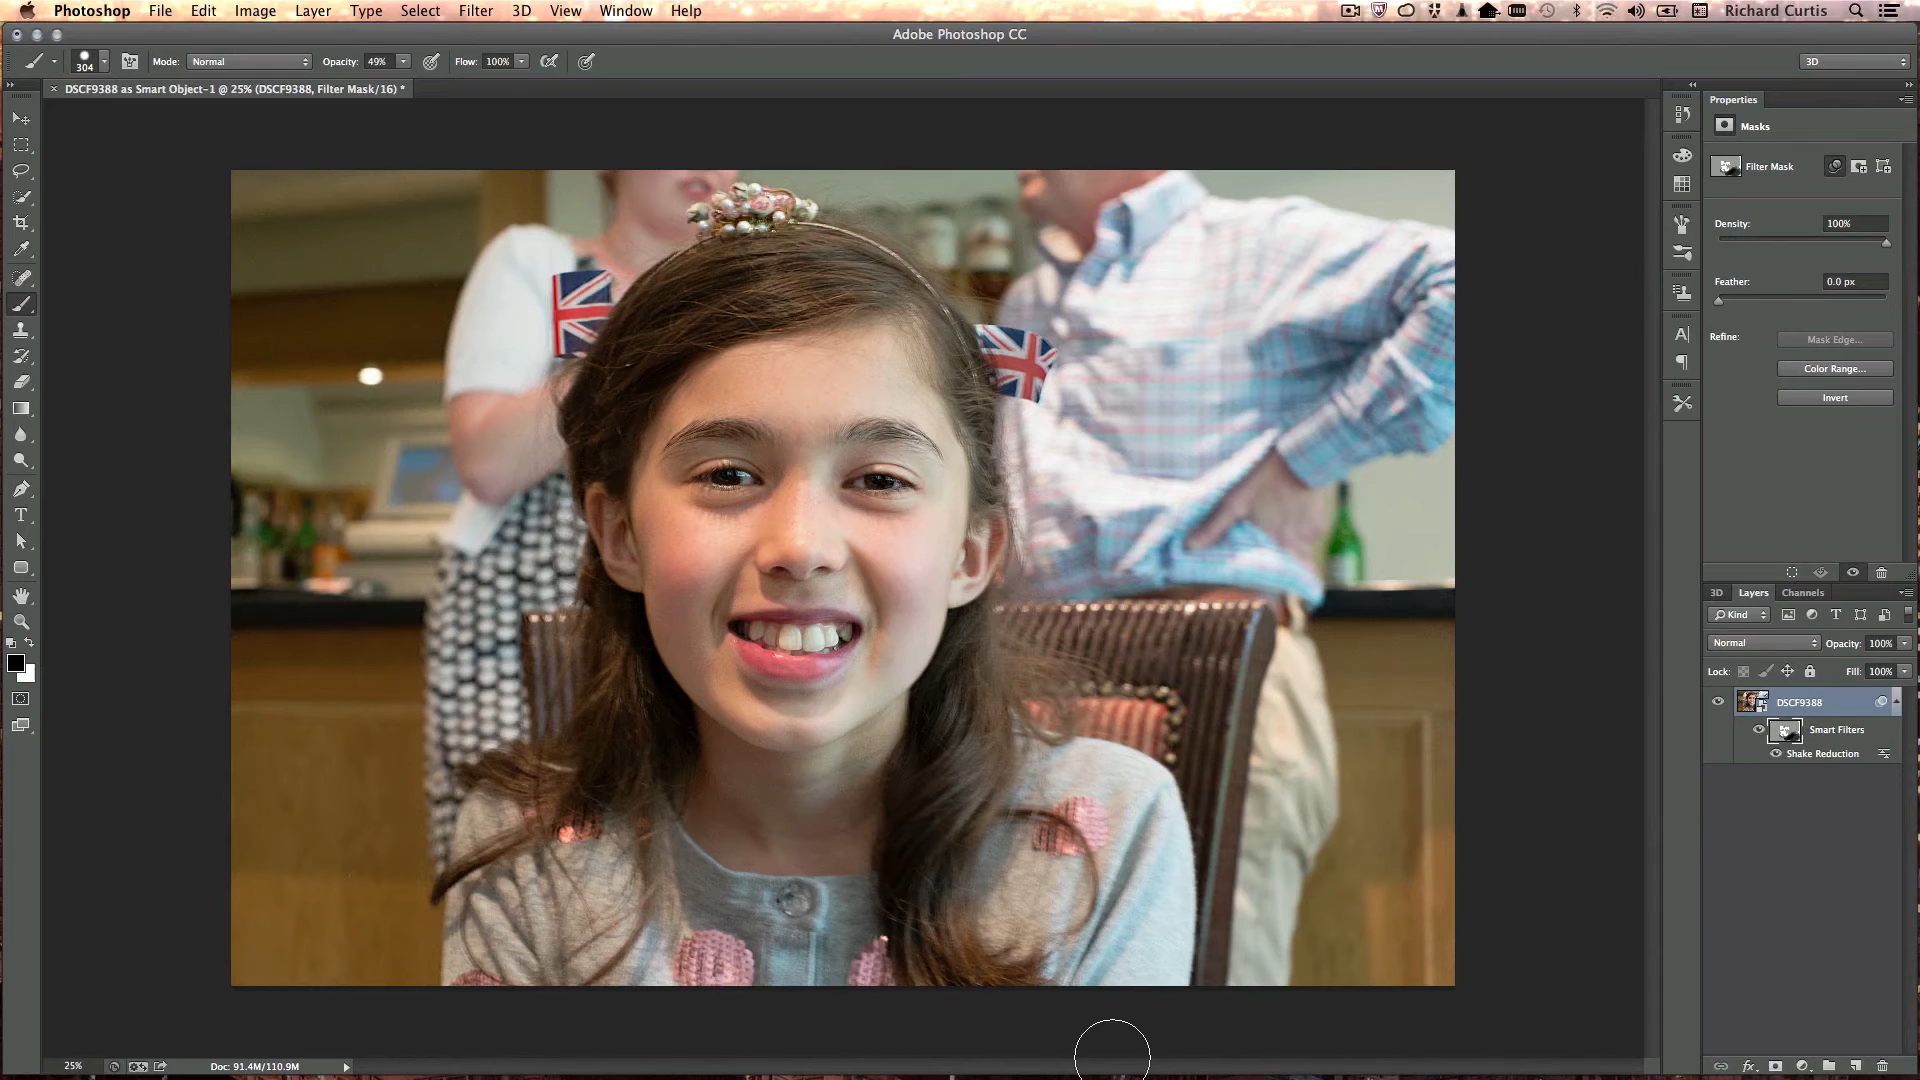 Photoshop File Edit Image Layer Type Select Filter 3D View Window Help Richard Curtis
Adobe Photoshop CC
304 Mode: Normal Opacity: 49% Flow: 100% 3D
× DSCF9388 as Smart Object-1 @ 25% (DSCF9388, Filter Mask/16) *
Properties
Masks
Filter Mask
Density: 100%
Feather: 0.0 px
Refine: Mask Edge...
Color Range...
Invert
3D Layers Channels
Kind
Normal Opacity: 100%
Lock: Fill: 100%
DSCF9388
Smart Filters
Shake Reduction
25% Doc: 91.4M/110.9M